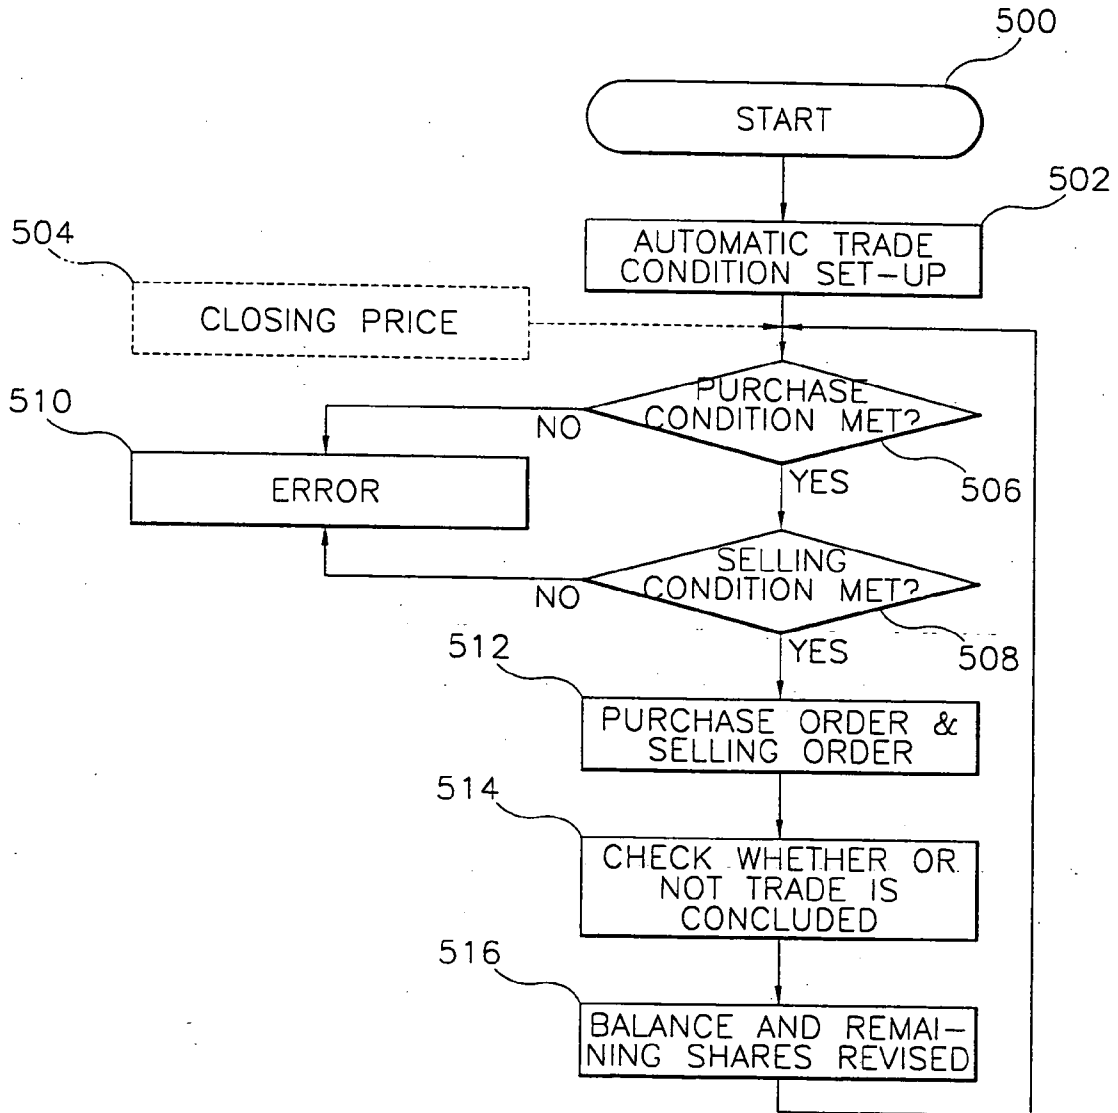 500
START
502
AUTOMATIC TRADE
CONDITION SET-UP
504
CLOSING PRICE
PURCHASE
CONDITION MET?
NO
YES
506
510
ERROR
SELLING
CONDITION MET?
NO
YES
508
512
PURCHASE ORDER &
SELLING ORDER
514
CHECK WHETHER OR
NOT TRADE IS
CONCLUDED
516
BALANCE AND REMAI-
NING SHARES REVISED